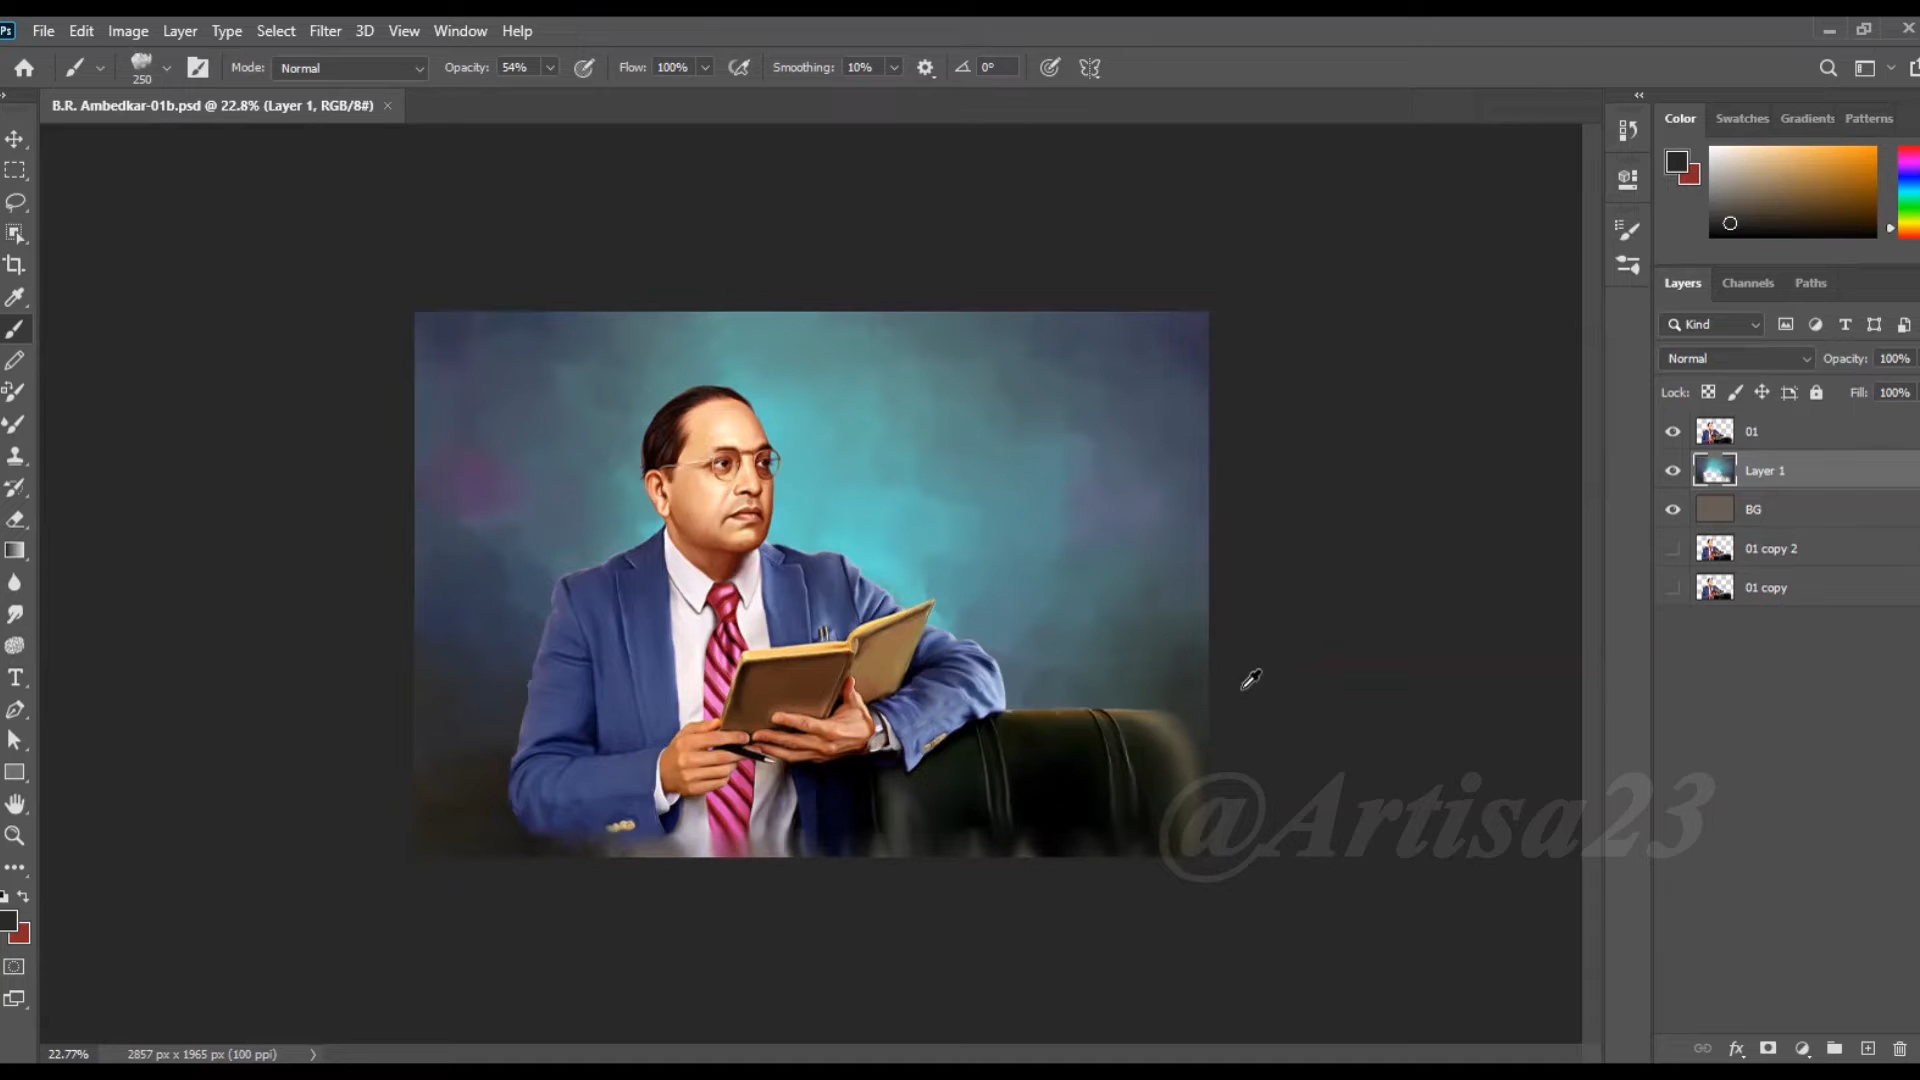 Ps File Edit Image Layer Type Select Filter 3D View Window Help
250 Mode: Normal Opacity: 54% Flow: 100% Smoothing: 10% 0°
B.R. Ambedkar-01b.psd @ 22.8% (Layer 1, RGB/8#) ×
Color Swatches Gradients Patterns
Layers Channels Paths
Kind
Normal Opacity: 100%
Lock: Fill: 100%
01
Layer 1
BG
01 copy 2
01 copy
@Artisa23
22.77% 2857 px x 1965 px (100 ppi)